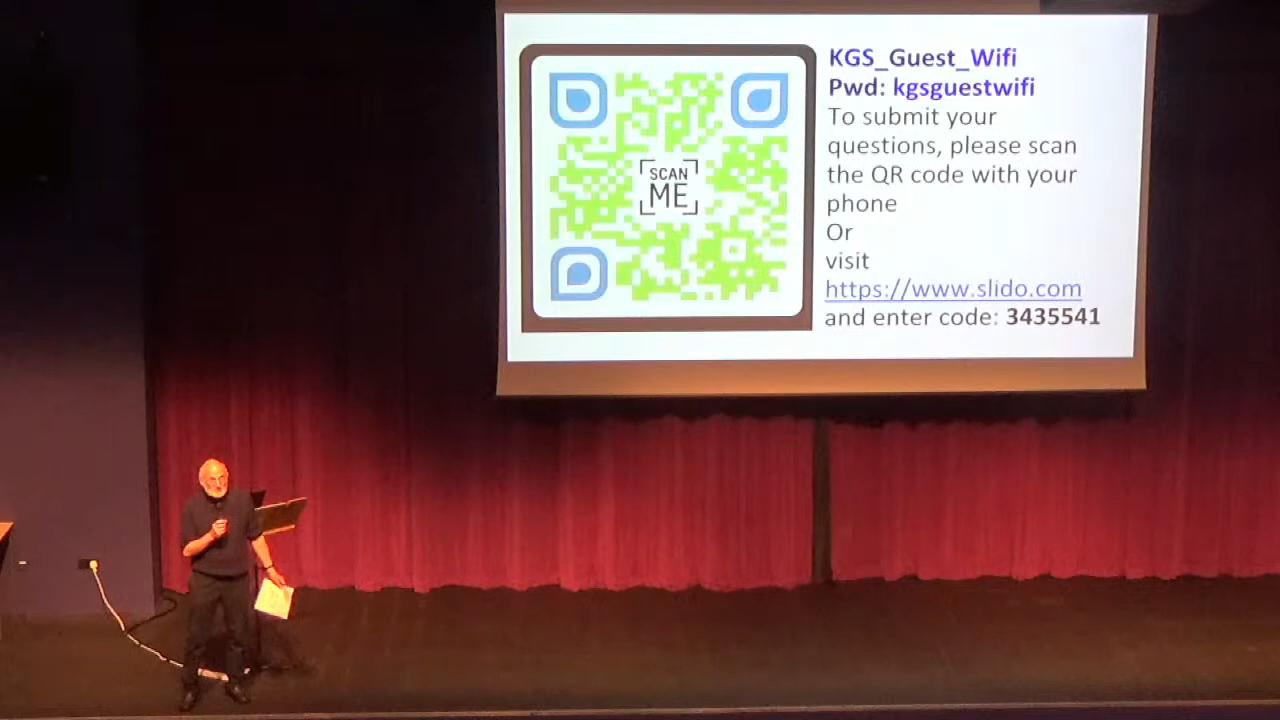 SCAN
ME
KGS_Guest_Wifi
Pwd: kgsguestwifi
To submit your
questions, please scan
the QR code with your
phone
Or
visit
https://www.slido.com
and enter code: 3435541